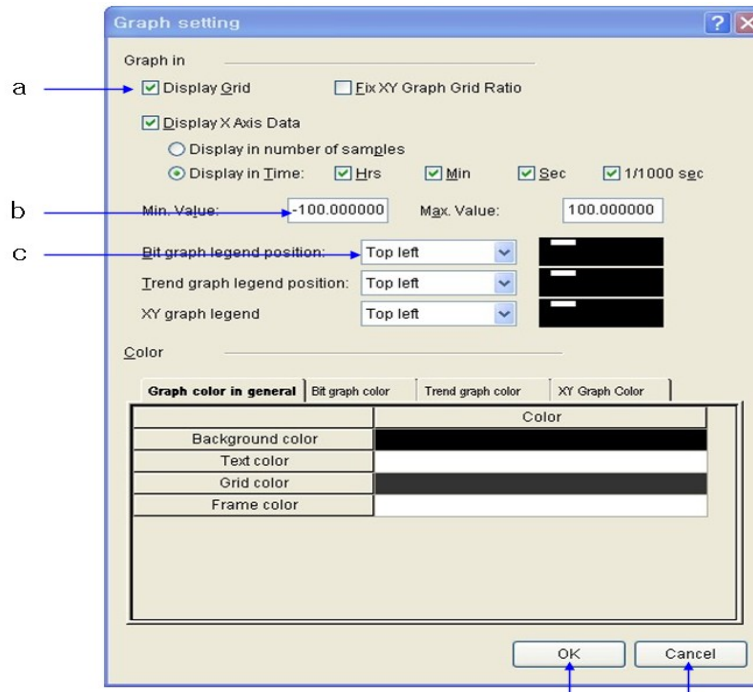 Graph setting
Graph in
a
Display Grid Fix XY Graph Grid Ratio
Display X Axis Data
Display in number of samples
Display in Time: Hrs Min Sec 1/1000 sec
b
Min. Value: -100.000000 Max. Value: 100.000000
c
Bit graph legend position: Top left
Trend graph legend position: Top left
XY graph legend Top left
Color
Graph color in general Bit graph color Trend graph color XY Graph Color
Color
Background color
Text color
Grid color
Frame color
OK Cancel